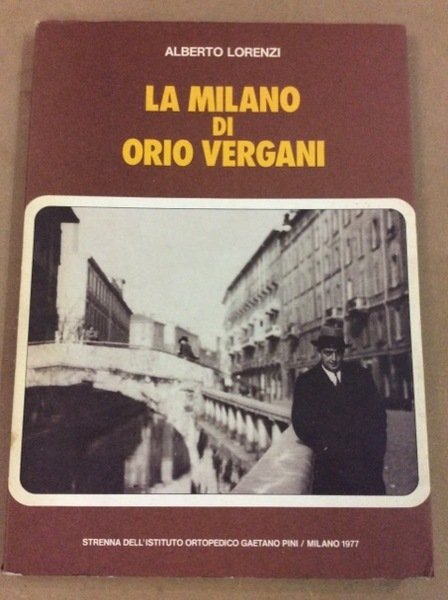 ALBERTO LORENZI
LA MILANO
DI
ORIO VERGANI
STRENNA DELL'ISTITUTO ORTOPEDICO GAETANO PINI / MILANO 1977